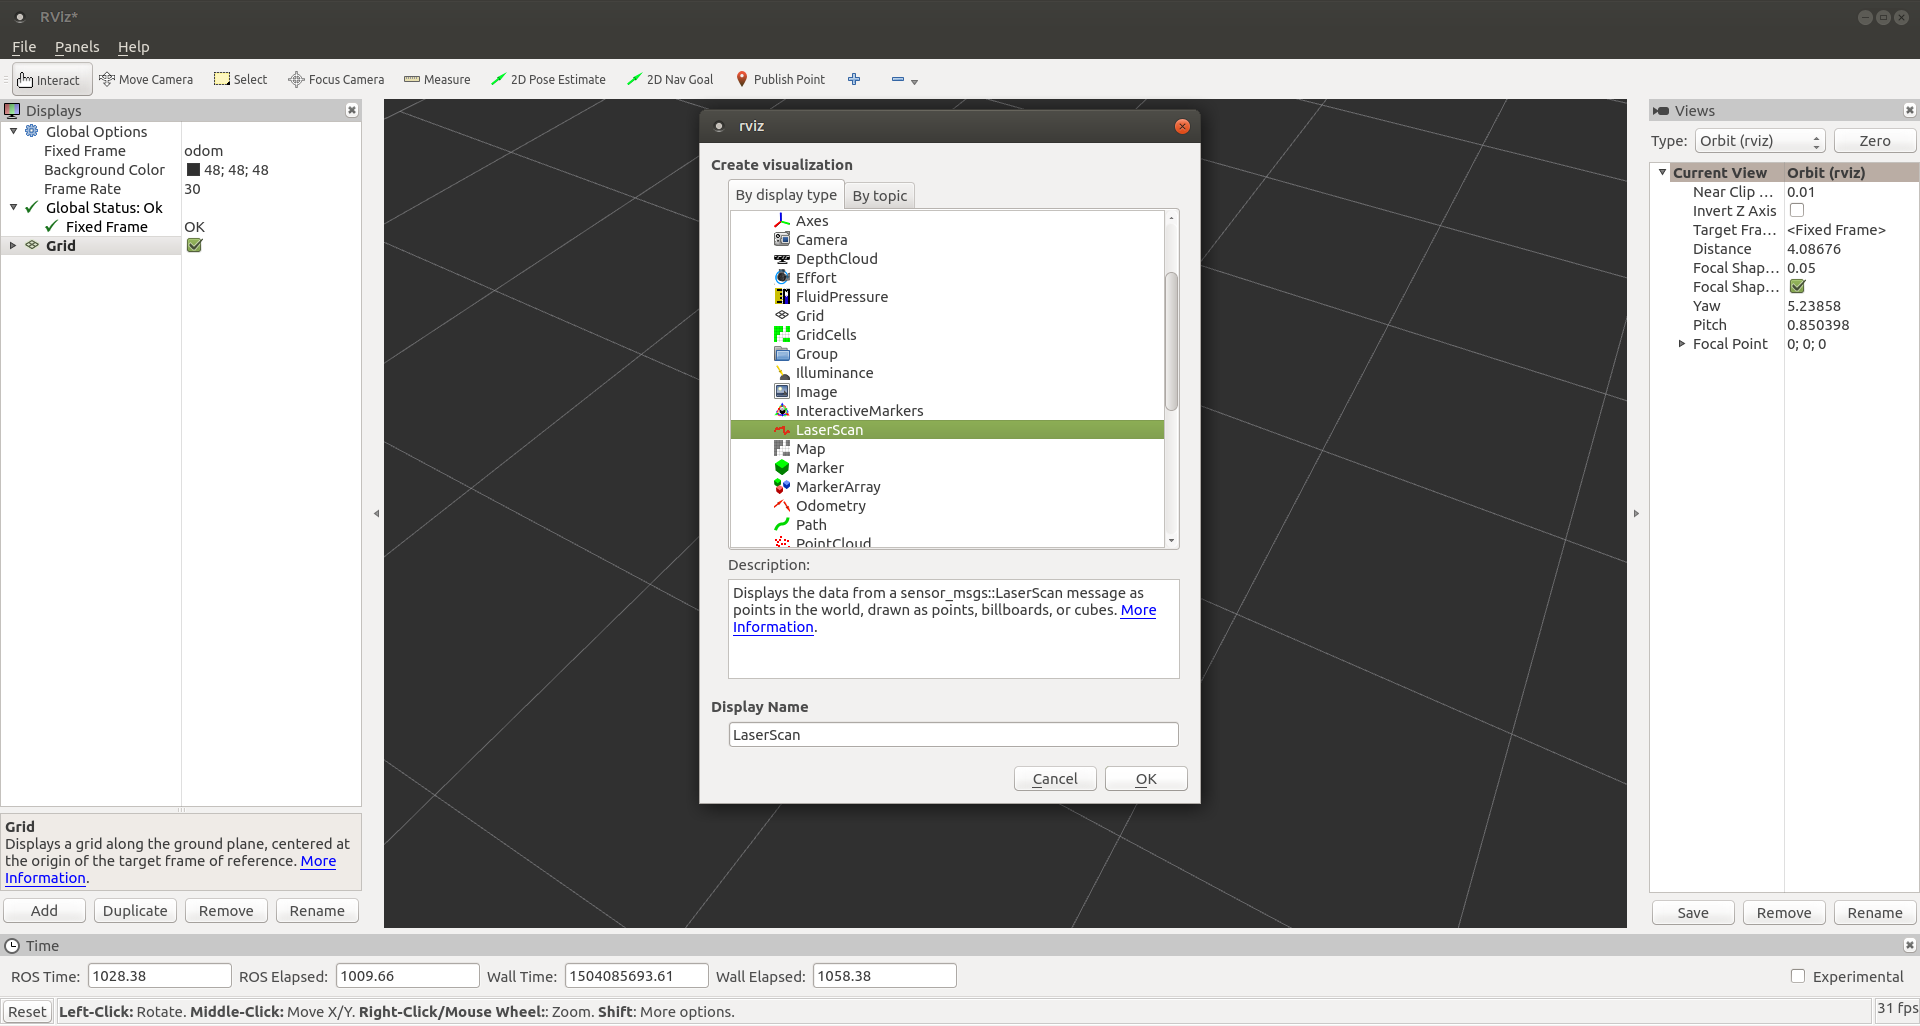 RViz*
File Panels Help
Interact Move Camera Select Focus Camera Measure 2D Pose Estimate 2D Nav Goal Publish Point
Displays
Global Options
Fixed Frame odom
Background Color 48; 48; 48
Frame Rate 30
Global Status: Ok
Fixed Frame OK
Grid
Grid
Displays a grid along the ground plane, centered at
the origin of the target frame of reference. More
Information.
Add Duplicate Remove Rename
rviz
Create visualization
By display type By topic
Axes
Camera
DepthCloud
Effort
FluidPressure
Grid
GridCells
Group
Illuminance
Image
InteractiveMarkers
LaserScan
Map
Marker
MarkerArray
Odometry
Path
PointCloud
Description:
Displays the data from a sensor_msgs::LaserScan message as
points in the world, drawn as points, billboards, or cubes. More
Information.
Display Name
LaserScan
Cancel OK
Views
Type: Orbit (rviz) Zero
Current View Orbit (rviz)
Near Clip ... 0.01
Invert Z Axis
Target Fra... <Fixed Frame>
Distance 4.08676
Focal Shap... 0.05
Focal Shap...
Yaw 5.23858
Pitch 0.850398
Focal Point 0; 0; 0
Save Remove Rename
Time
ROS Time: 1028.38 ROS Elapsed: 1009.66 Wall Time: 1504085693.61 Wall Elapsed: 1058.38 Experimental
Reset Left-Click: Rotate. Middle-Click: Move X/Y. Right-Click/Mouse Wheel:: Zoom. Shift: More options. 31 fps